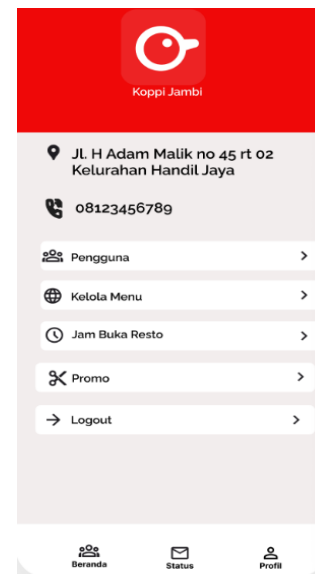 Koppi Jambi
Jl. H Adam Malik no 45 rt 02
Kelurahan Handil Jaya
08123456789
Pengguna
Kelola Menu
Jam Buka Resto
Promo
Logout
Beranda
Status
Profil